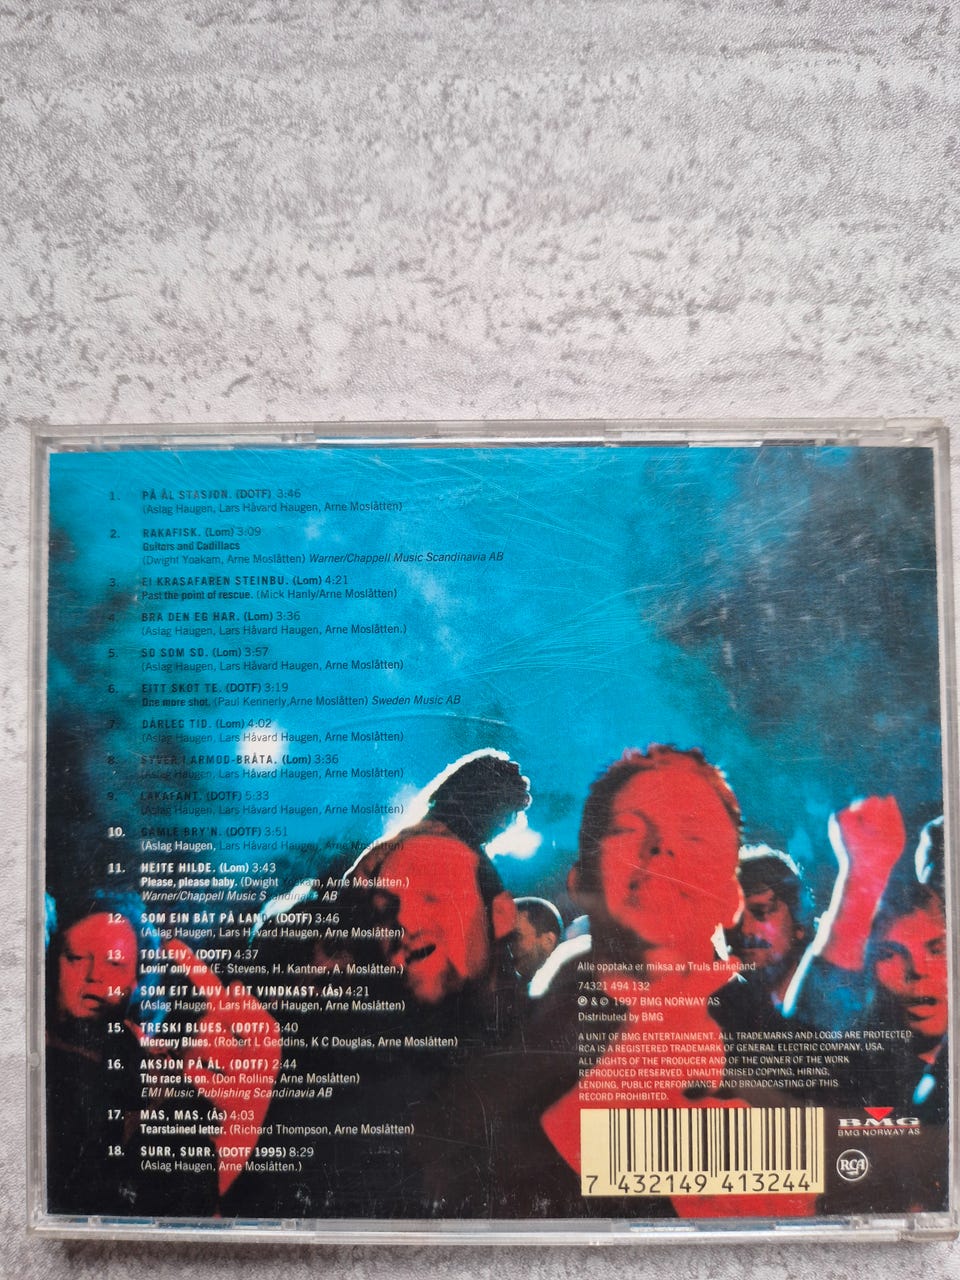 1. PÅ ÅL STASJON. (DOTF) 3:46
(Aslag Haugen, Lars Håvard Haugen, Arne Moslåtten)
2. RAKAFISK. (Lom) 3:09
Guitors and Cadillacs
(Dwight Yoakam, Arne Moslåtten) Warner/Chappell Music Scandinavia AB
3. EI KRASAFAREN STEINBU. (Lom) 4:21
Past the point of rescue. (Mick Hanly/Arne Moslåtten)
4. BRA DEN EG HAR. (Lom) 3:36
(Aslag Haugen, Lars Håvard Haugen, Arne Moslåtten.)
5. SO SOM SO. (Lom) 3:57
(Aslag Haugen, Lars Håvard Haugen, Arne Moslåtten)
6. EITT SKOT TE. (DOTF) 3:19
One more shot. (Paul Kennerly,Arne Moslåtten) Sweden Music AB
7. DÅRLEG TID. (Lom) 4:02
(Aslag Haugen, Lars Håvard Haugen, Arne Moslåtten)
8. SYVER I ARMOD-BRÅTA. (Lom) 3:36
(Aslag Haugen, Lars Håvard Haugen, Arne Moslåtten)
9. LAKAFANT. (DOTF) 5:33
(Aslag Haugen, Lars Håvard Haugen, Arne Moslåtten)
10. GAMLE BRY'N. (DOTF) 3:51
(Aslag Haugen, Lars Håvard Haugen, Arne Moslåtten)
11. HEITE HILDE. (Lom) 3:43
Please, please baby. (Dwight Yoakam, Arne Moslåtten.)
Warner/Chappell Music Scandinavia AB
12. SOM EIN BÅT PÅ LAND. (DOTF) 3:46
(Aslag Haugen, Lars Håvard Haugen, Arne Moslåtten)
13. TOLLEIV. (DOTF) 4:37
Lovin' only me (E. Stevens, H. Kantner, A. Moslåtten.)
14. SOM EIT LAUV I EIT VINDKAST. (Ås) 4:21
(Aslag Haugen, Lars Håvard Haugen, Arne Moslåtten)
15. TRESKI BLUES. (DOTF) 3:40
Mercury Blues. (Robert L Geddins, K C Douglas, Arne Moslåtten)
16. AKSJON PÅ ÅL. (DOTF) 2:44
The race is on. (Don Rollins, Arne Moslåtten)
EMI Music Publishing Scandinavia AB
17. MAS, MAS. (Ås) 4:03
Tearstained letter. (Richard Thompson, Arne Moslåtten)
18. SURR, SURR. (DOTF 1995) 8:29
(Aslag Haugen, Arne Moslåtten.)
Alle opptaka er miksa av Truls Birkeland
74321 494 132
℗ & © 1997 BMG NORWAY AS
Distributed by BMG
A UNIT OF BMG ENTERTAINMENT. ALL TRADEMARKS AND LOGOS ARE PROTECTED.
RCA IS A REGISTERED TRADEMARK OF GENERAL ELECTRIC COMPANY, USA.
ALL RIGHTS OF THE PRODUCER AND OF THE OWNER OF THE WORK
REPRODUCED RESERVED. UNAUTHORISED COPYING, HIRING,
LENDING, PUBLIC PERFORMANCE AND BROADCASTING OF THIS
RECORD PROHIBITED.
7 432149 413244
BMG
BMG NORWAY AS
RCA